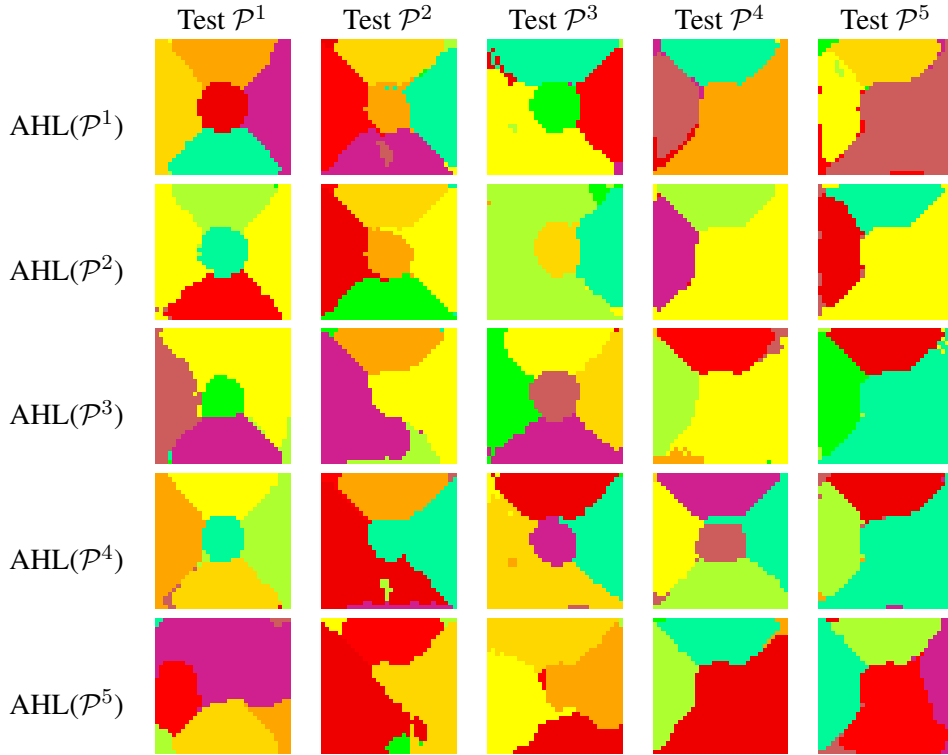 Test 𝒫¹ Test 𝒫² Test 𝒫³ Test 𝒫⁴ Test 𝒫⁵
AHL(𝒫¹)
AHL(𝒫²)
AHL(𝒫³)
AHL(𝒫⁴)
AHL(𝒫⁵)